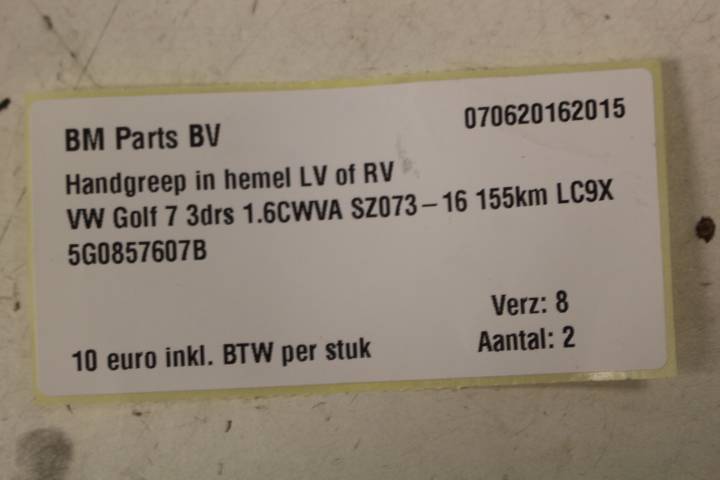 BM Parts BV
070620162015
Handgreep in hemel LV of RV
VW Golf 7 3drs 1.6CWVA SZ073-16 155km LC9X
5G0857607B
Verz: 8
10 euro inkl. BTW per stuk
Aantal: 2